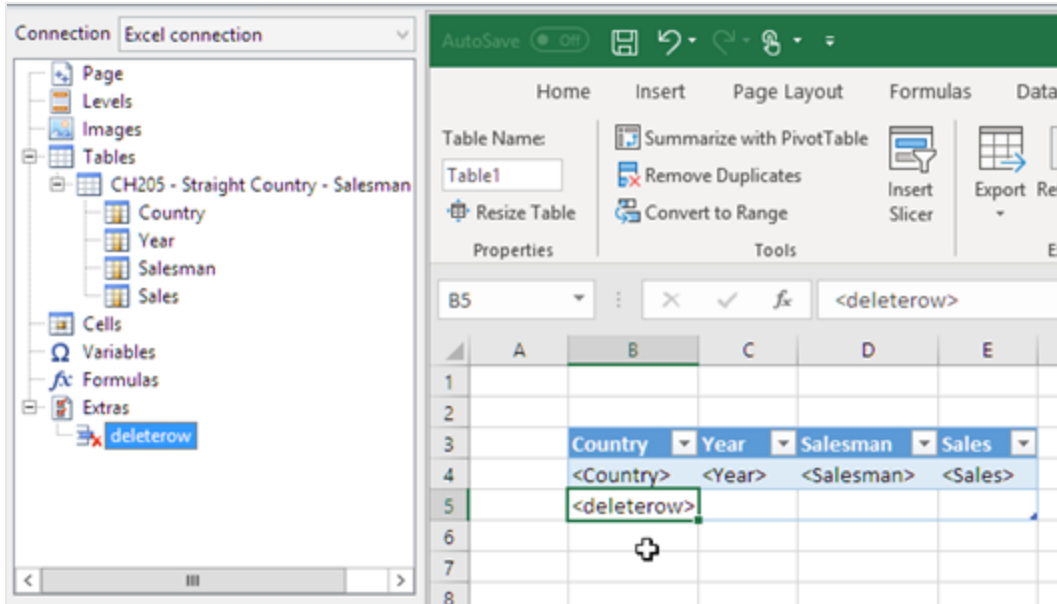 Connection Excel connection
Page
Levels
Images
Tables
CH205 - Straight Country - Salesman
Country
Year
Salesman
Sales
Cells
Variables
fx Formulas
Extras
deleterow
AutoSave Off
Home Insert Page Layout Formulas Data
Table Name:
Table1
Resize Table
Properties
Summarize with PivotTable
Remove Duplicates
Convert to Range
Tools
Insert
Slicer
Export Re
E
B5 fx <deleterow>
A B C D E
1
2
3 Country Year Salesman Sales
4 <Country> <Year> <Salesman> <Sales>
5 <deleterow>
6
7
8